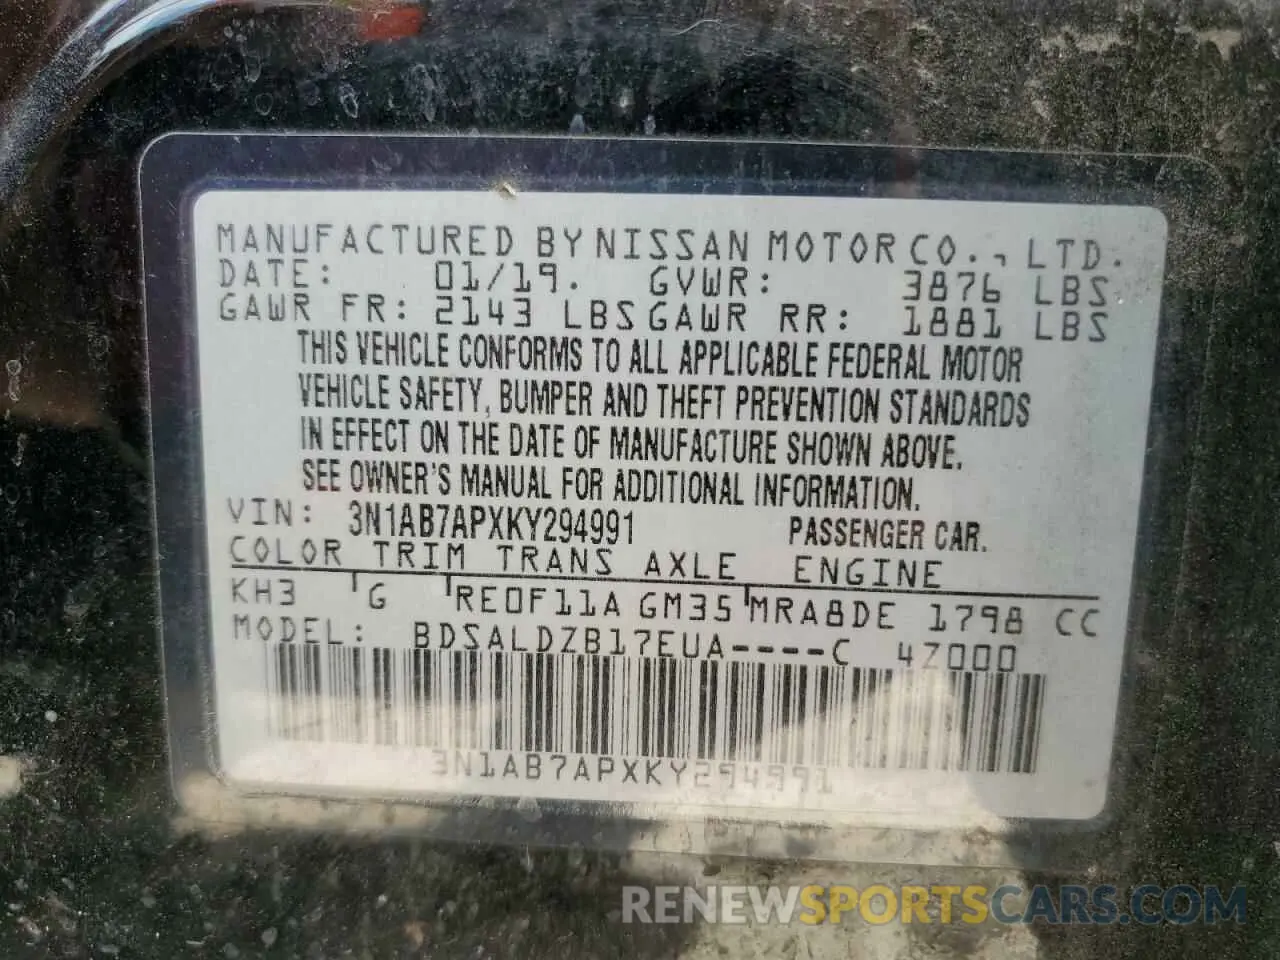 MANUFACTURED BY NISSAN MOTOR CO., LTD.
DATE: 01/19. GVWR: 3876 LBS
GAWR FR: 2143 LBS GAWR RR: 1881 LBS
THIS VEHICLE CONFORMS TO ALL APPLICABLE FEDERAL MOTOR
VEHICLE SAFETY, BUMPER AND THEFT PREVENTION STANDARDS
IN EFFECT ON THE DATE OF MANUFACTURE SHOWN ABOVE.
SEE OWNER'S MANUAL FOR ADDITIONAL INFORMATION.
VIN: 3N1AB7APXKY294991 PASSENGER CAR.
COLOR TRIM TRANS AXLE ENGINE
KH3 G RE0F11A GM35 MRA8DE 1798 CC
MODEL: BDSALDZB17EUA----C 4Z000
3N1AB7APXKY294991
RENEWSPORTSCARS.COM